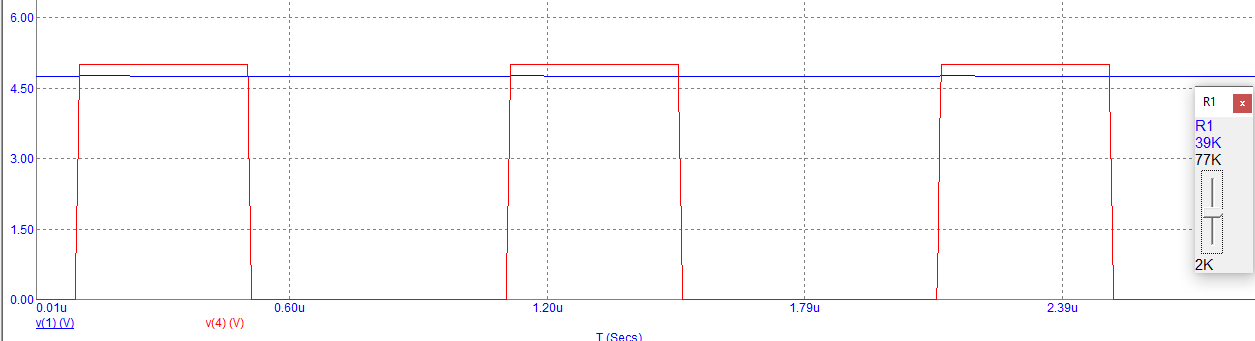 6.00
4.50
3.00
1.50
0.00
0.01u 0.60u 1.20u 1.79u 2.39u
v(1) (V) v(4) (V)
T (Secs)
R1 x
R1
39K
77K
2K